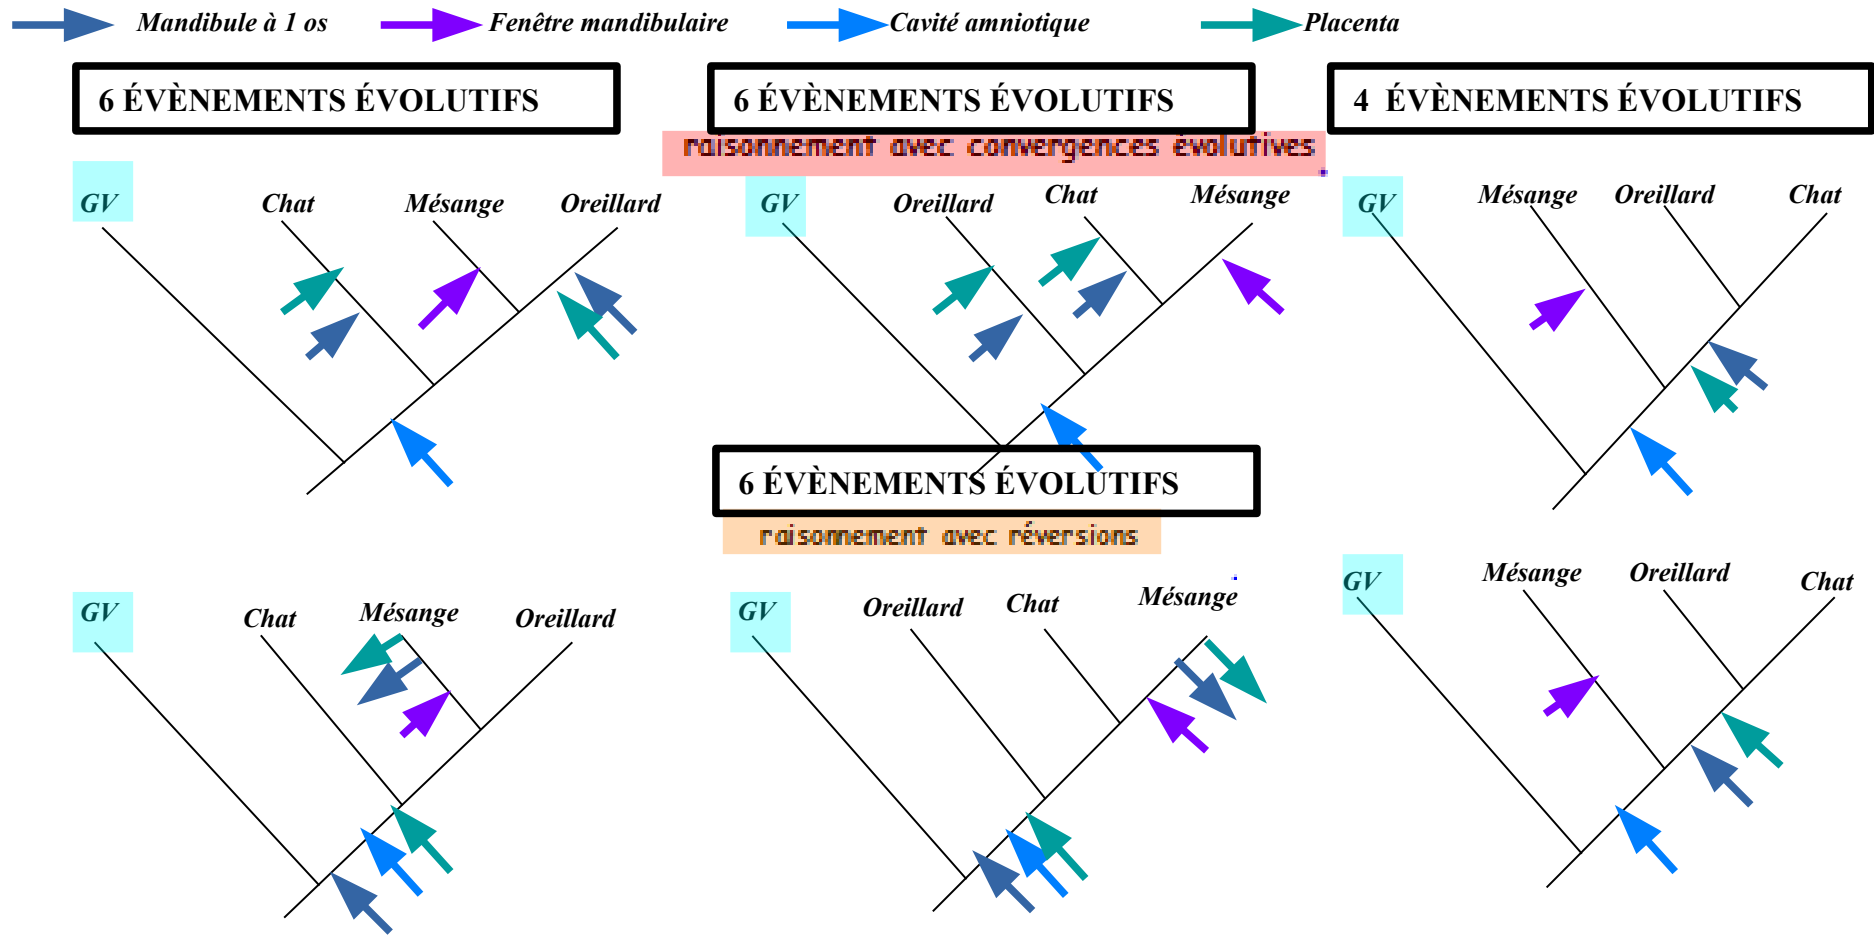 Mandibule à 1 os
Fenêtre mandibulaire
Cavité amniotique
Placenta
6 ÉVÈNEMENTS ÉVOLUTIFS
6 ÉVÈNEMENTS ÉVOLUTIFS
4 ÉVÈNEMENTS ÉVOLUTIFS
raisonnement avec convergences évolutives
GV
Chat
Mésange
Oreillard
GV
Oreillard
Chat
Mésange
GV
Mésange
Oreillard
Chat
6 ÉVÈNEMENTS ÉVOLUTIFS
raisonnement avec réversions
GV
Chat
Mésange
Oreillard
GV
Oreillard
Chat
Mésange
GV
Mésange
Oreillard
Chat